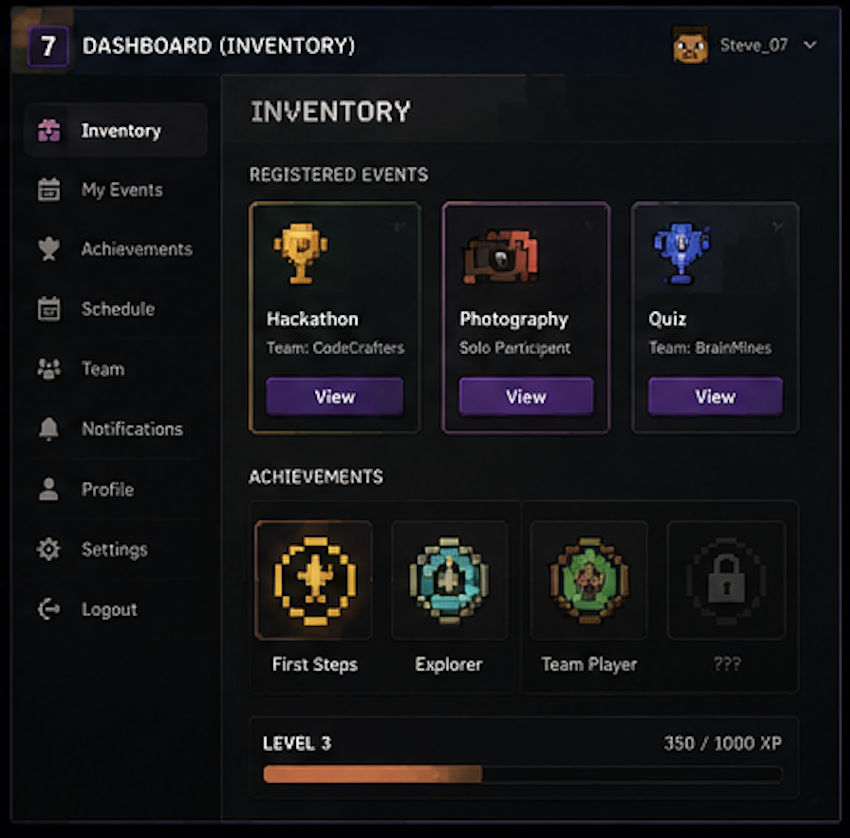 7 DASHBOARD (INVENTORY)
Steve_07
Inventory
My Events
Achievements
Schedule
Team
Notifications
Profile
Settings
Logout
INVENTORY
REGISTERED EVENTS
Hackathon
Team: CodeCrafters
View
Photography
Solo Participant
View
Quiz
Team: BrainMines
View
ACHIEVEMENTS
First Steps
Explorer
Team Player
???
LEVEL 3
350 / 1000 XP